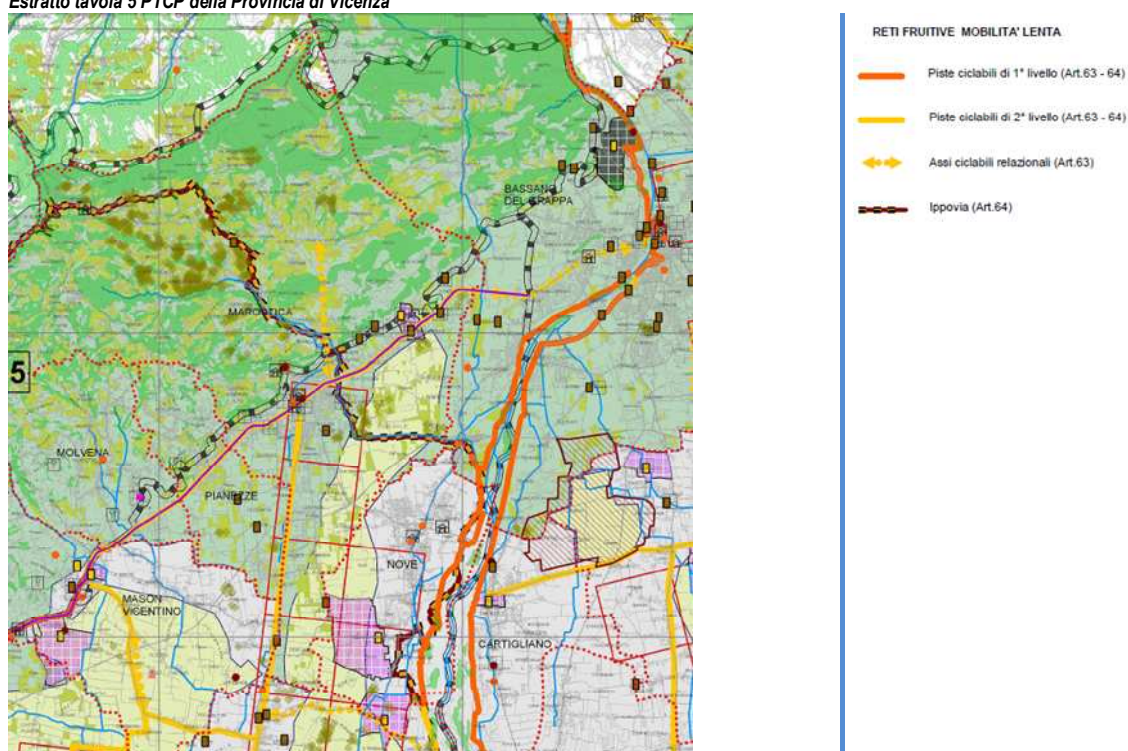 Estratto tavola 5 PTCP della Provincia di Vicenza
BASSANO
DEL GRAPPA
MAROSTICA
5
MOLVENA
PIANEZZE
NOVE
MASON
VICENTINO
CARTIGLIANO
RETI FRUITIVE MOBILITA' LENTA
Piste ciclabili di 1° livello (Art.63 - 64)
Piste ciclabili di 2° livello (Art.63 - 64)
Assi ciclabili relazionali (Art.63)
Ippovia (Art.64)